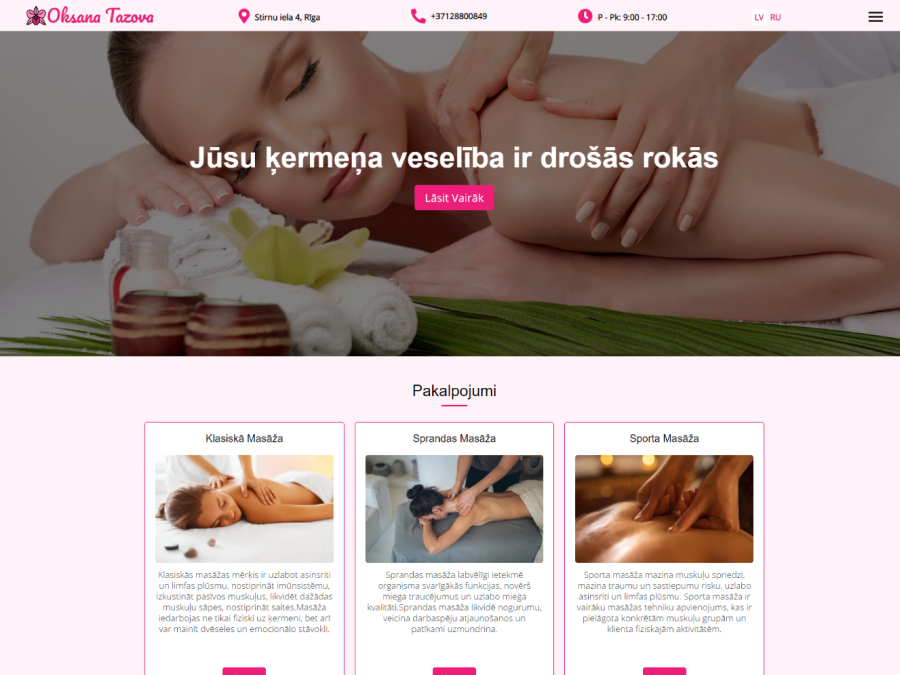 Oksana Tazova
Stirnu iela 4, Rīga
+37128800849
P - Pk: 9:00 - 17:00
LV RU
Jūsu ķermeņa veselība ir drošās rokās
Lāsit Vairāk
Pakalpojumi
Klasiskā Masāža
Klasiskās masāžas mērķis ir uzlabot asinsriti
un limfas plūsmu, nostiprināt imūnsistēmu,
izkustināt pasīvos muskuļus, likvidēt dažādas
muskuļu sāpes, nostiprināt saites.Masāža
iedarbojas ne tikai fiziski uz ķermeni, bet arī
var mainīt dvēseles un emocionālo stāvokli.
Sprandas Masāža
Sprandas masāža labvēlīgi ietekmē
organisma svarīgākās funkcijas, novērš
miega traucējumus un uzlabo miega
kvalitāti.Sprandas masāža likvidē nogurumu,
veicina darbaspēju atjaunošanos un
patīkami uzmundrina.
Sporta Masāža
Sporta masāža mazina muskuļu spriedzi,
mazina traumu un sastiepumu risku, uzlabo
asinsriti un limfas plūsmu. Sporta masāža ir
vairāku masāžas tehniku apvienojums, kas ir
pielāgota konkrētām muskuļu grupām un
klienta fiziskajām aktivitātēm.